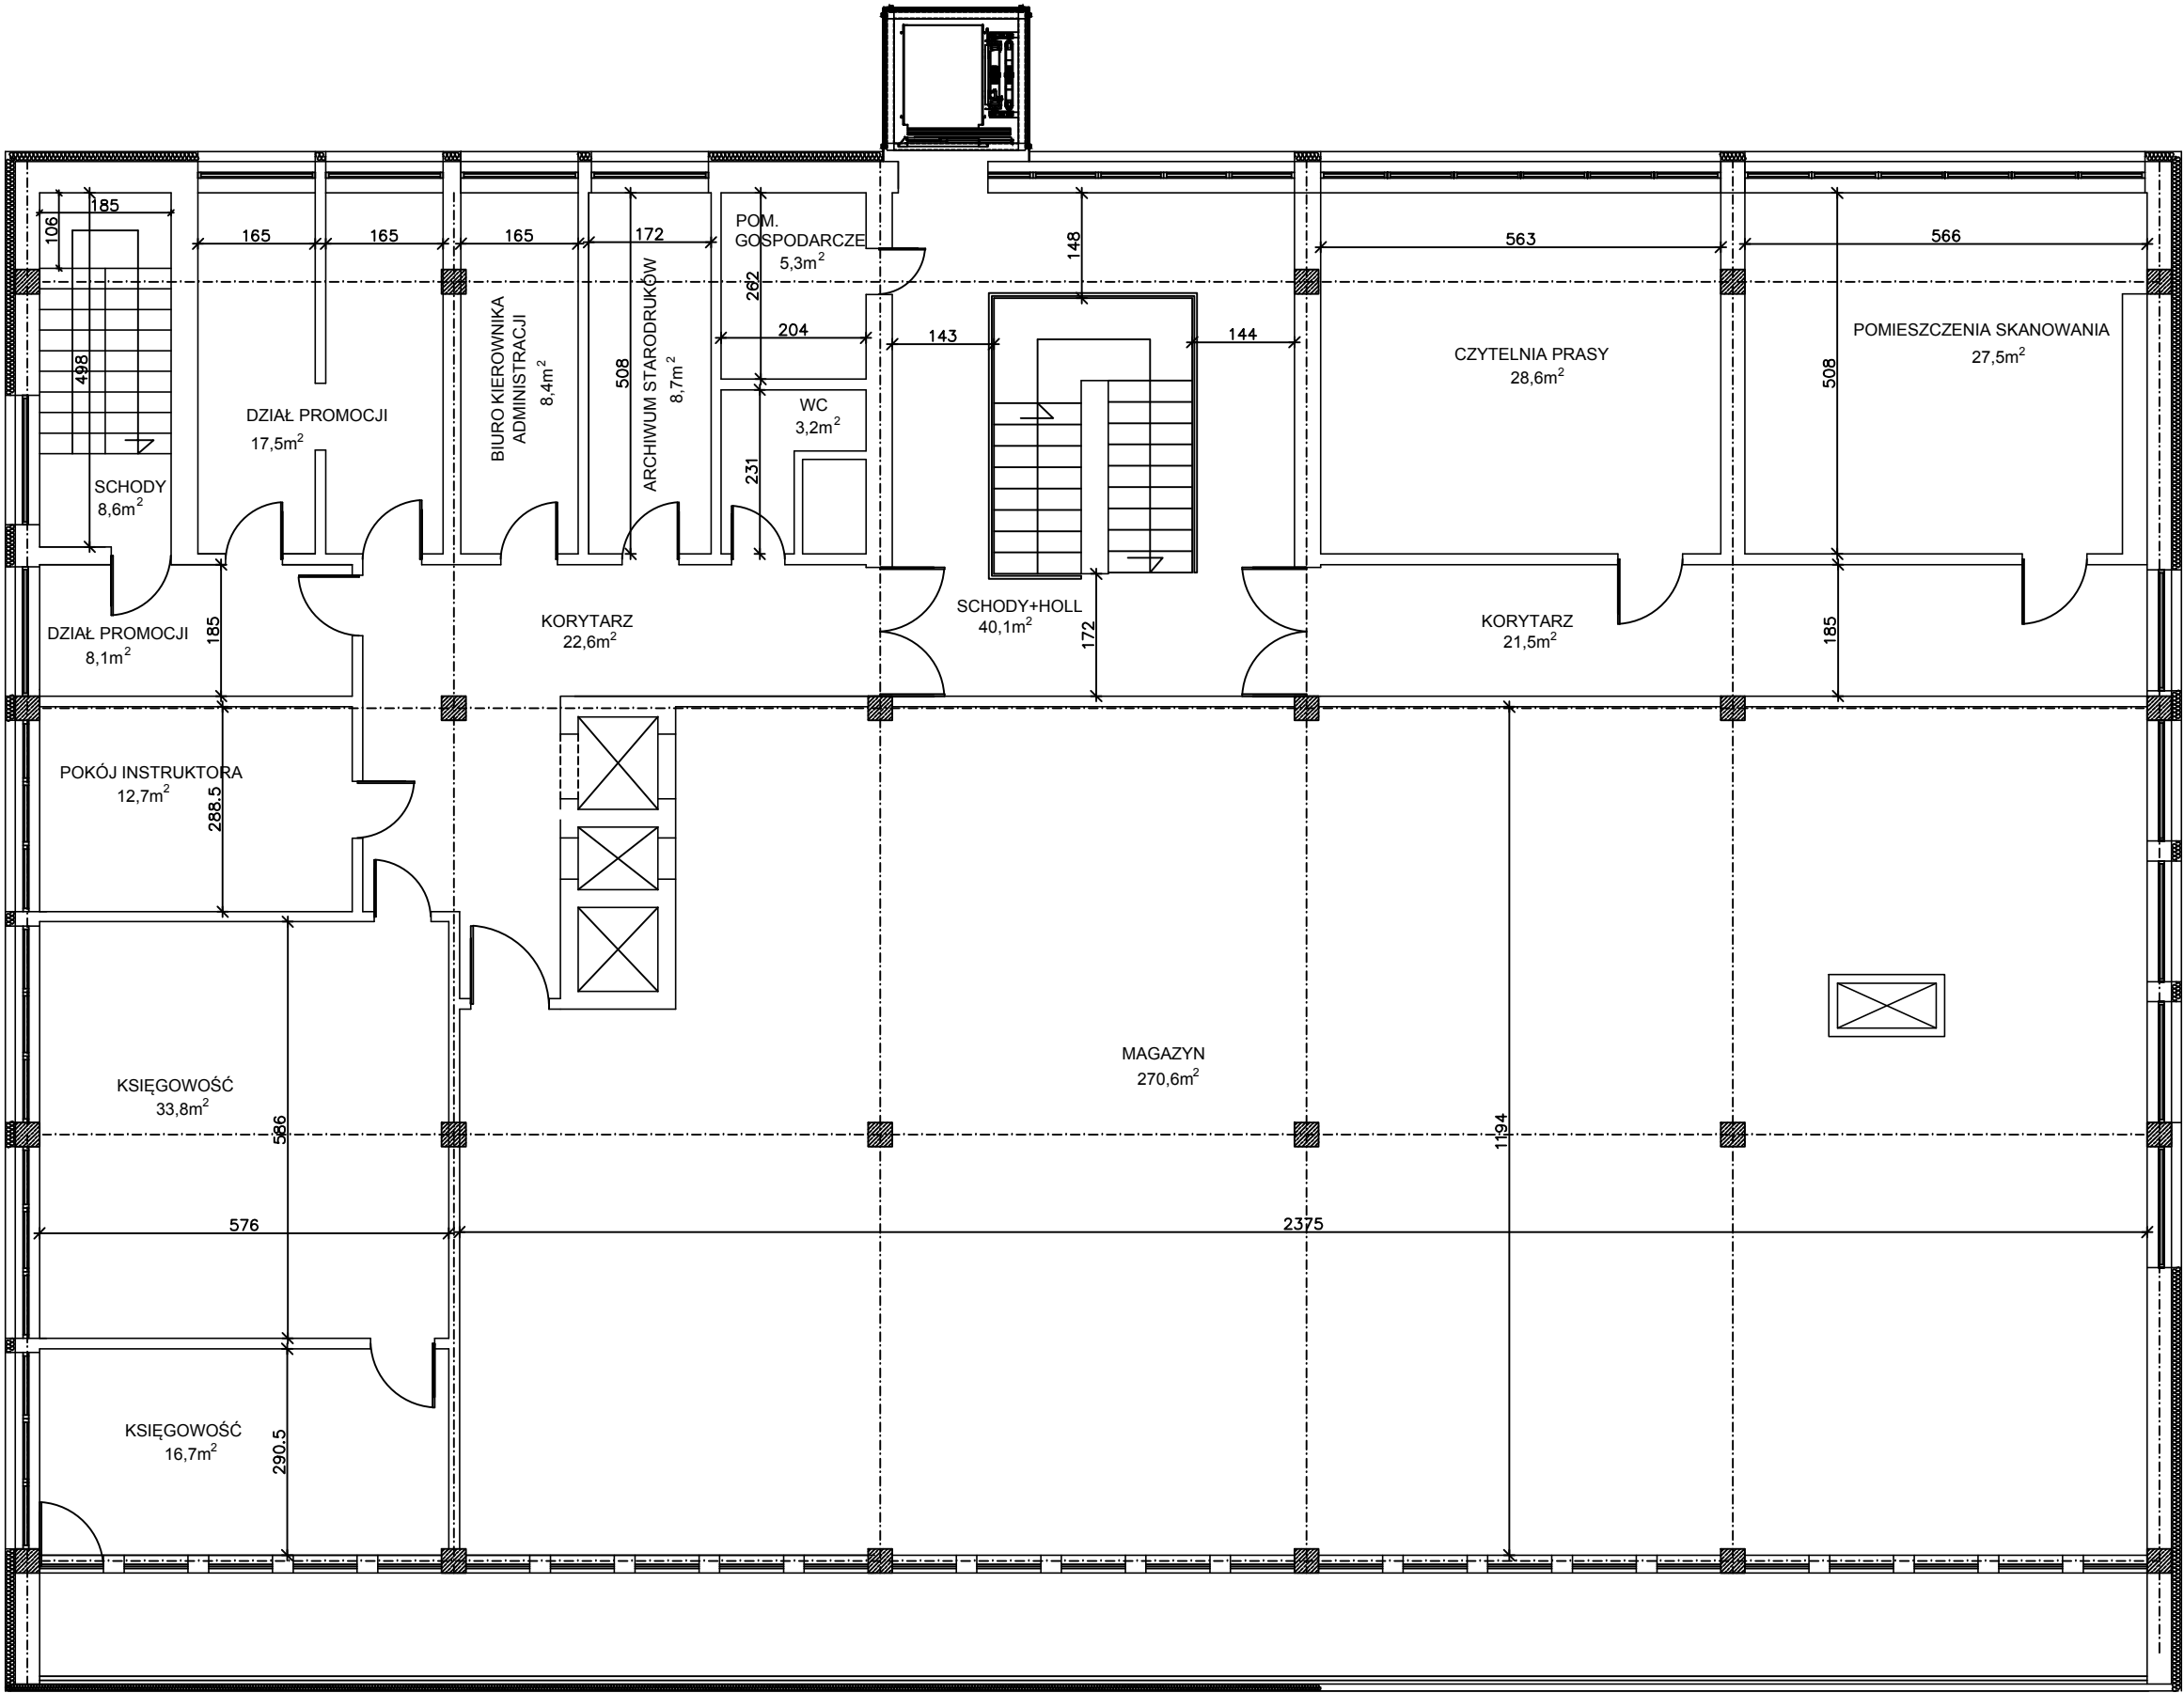 185
106
498
165
165
165
172
508
POM.
GOSPODARCZE
5,3m²
262
204
148
143
144
563
566
508
POMIESZCZENIA SKANOWANIA
27,5m²
CZYTELNIA PRASY
28,6m²
DZIAŁ PROMOCJI
17,5m²
BIURO KIEROWNIKA
ADMINISTRACJI
8,4m²
ARCHIWUM STARODRUKÓW
8,7m²
WC
3,2m²
231
SCHODY
8,6m²
DZIAŁ PROMOCJI
8,1m²
185
KORYTARZ
22,6m²
SCHODY+HOLL
40,1m²
172
KORYTARZ
21,5m²
185
POKÓJ INSTRUKTORA
12,7m²
288.5
KSIĘGOWOŚĆ
33,8m²
586
576
MAGAZYN
270,6m²
1194
2375
KSIĘGOWOŚĆ
16,7m²
290.5